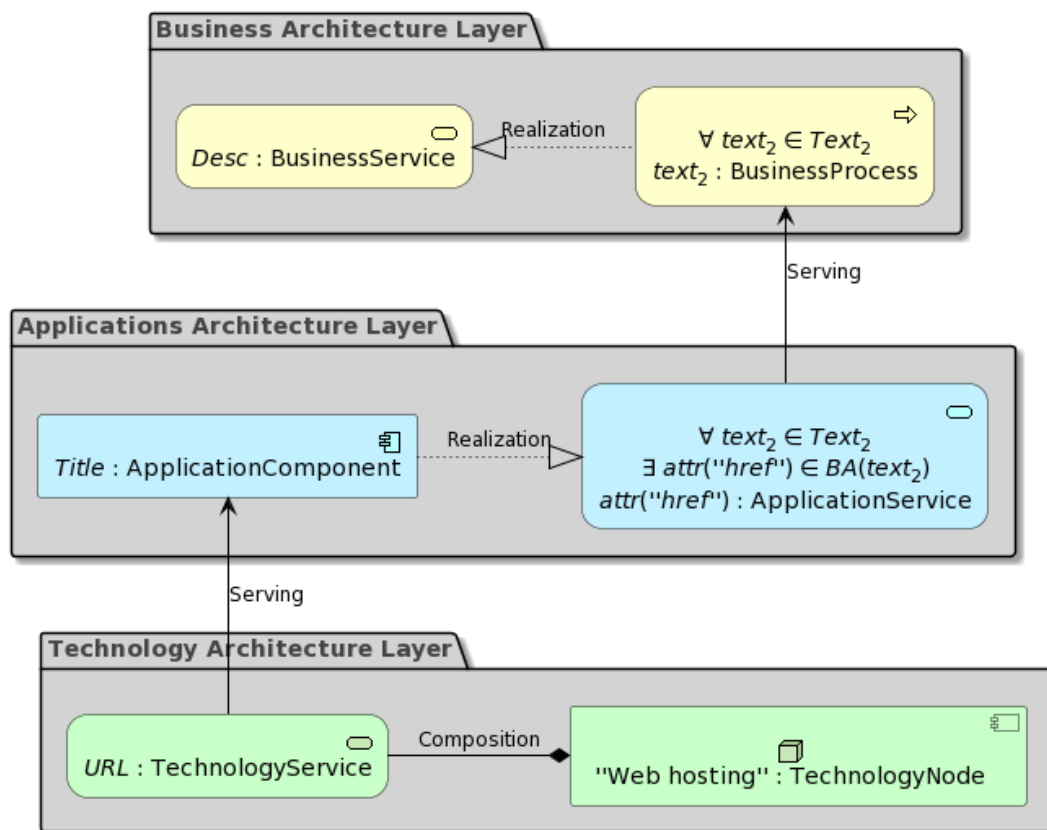 Business Architecture Layer
Realization
Desc : BusinessService
∀ text₂ ∈ Text₂
text₂ : BusinessProcess
Serving
Applications Architecture Layer
Realization
Title : ApplicationComponent
∀ text₂ ∈ Text₂
∃ attr("href") ∈ BA(text₂)
attr("href") : ApplicationService
Serving
Technology Architecture Layer
Composition
URL : TechnologyService
"Web hosting" : TechnologyNode